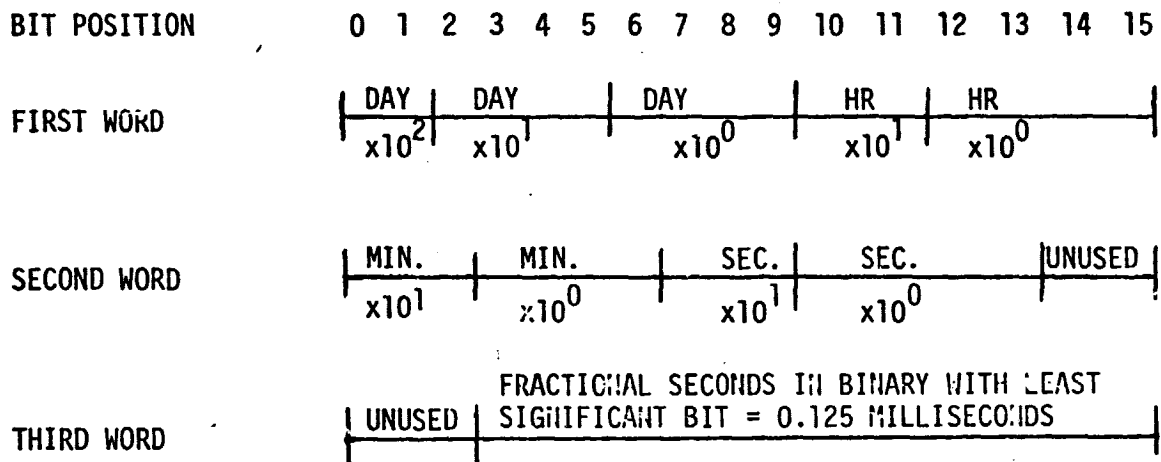 BIT POSITION 0 1 2 3 4 5 6 7 8 9 10 11 12 13 14 15
DAY DAY DAY HR HR
FIRST WORD
x10² x10¹ x10⁰ x10¹ x10⁰
MIN. MIN. SEC. SEC. UNUSED
SECOND WORD
x10¹ x10⁰ x10¹ x10⁰
FRACTIONAL SECONDS IN BINARY WITH LEAST
UNUSED SIGNIFICANT BIT = 0.125 MILLISECONDS
THIRD WORD